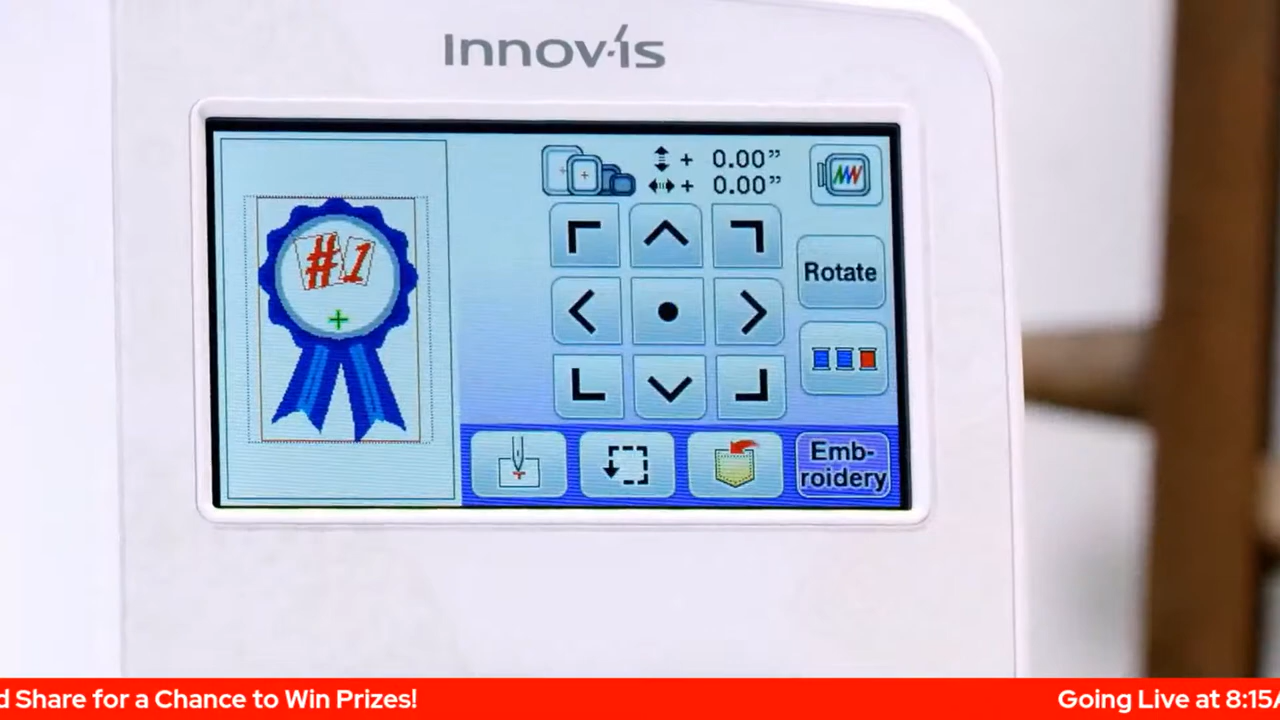 Innov-ís
#1
+ 0.00"
+ 0.00"
Rotate
Emb-
roidery
Share for a Chance to Win Prizes!
Going Live at 8:15